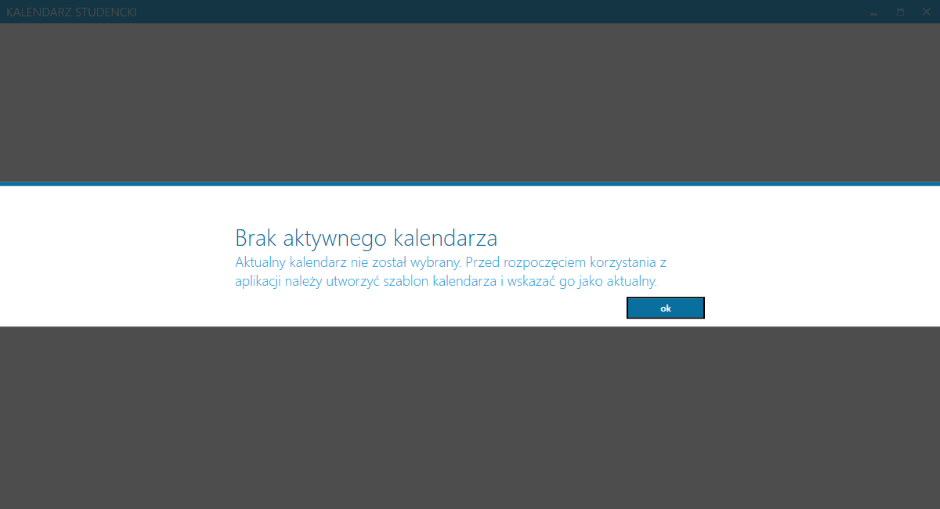 KALENDARZ STUDENCKI
Brak aktywnego kalendarza
Aktualny kalendarz nie został wybrany. Przed rozpoczęciem korzystania z
aplikacji należy utworzyć szablon kalendarza i wskazać go jako aktualny.
ok